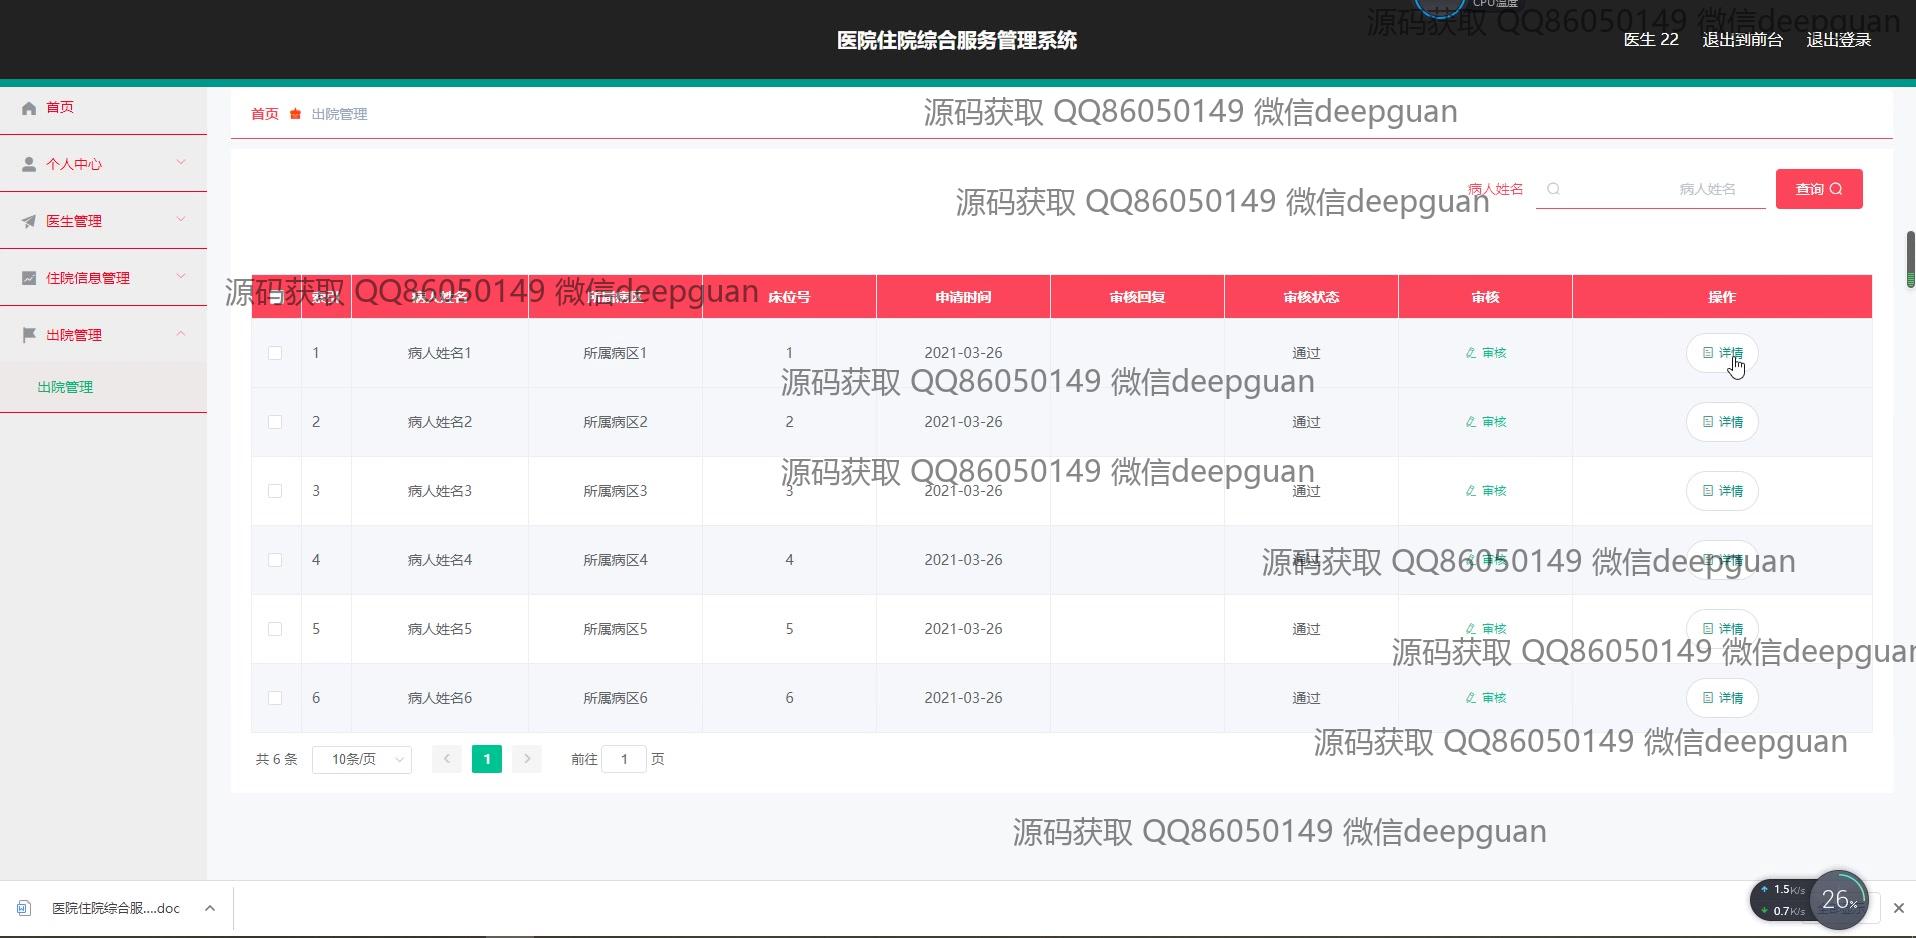 CPU温度
源码获取 QQ86050149 微信deepguan
医院住院综合服务管理系统
医生 22 退出到前台 退出登录
首页
个人中心
医生管理
住院信息管理
出院管理
出院管理
首页 出院管理
源码获取 QQ86050149 微信deepguan
病人姓名 病人姓名 查询
源码获取 QQ86050149 微信deepguan
源码获取 QQ86050149 微信deepguan
索引 病人姓名 所属病区 床位号 申请时间 审核回复 审核状态 审核 操作
1 病人姓名1 所属病区1 1 2021-03-26 通过 审核 详情
源码获取 QQ86050149 微信deepguan
2 病人姓名2 所属病区2 2 2021-03-26 通过 审核 详情
源码获取 QQ86050149 微信deepguan
3 病人姓名3 所属病区3 3 2021-03-26 通过 审核 详情
4 病人姓名4 所属病区4 4 2021-03-26 通过 审核 详情
源码获取 QQ86050149 微信deepguan
5 病人姓名5 所属病区5 5 2021-03-26 通过 审核 详情
源码获取 QQ86050149 微信deepguan
6 病人姓名6 所属病区6 6 2021-03-26 通过 审核 详情
源码获取 QQ86050149 微信deepguan
共 6 条 10条/页 1 前往 1 页
源码获取 QQ86050149 微信deepguan
医院住院综合服....doc
1.5K/s
0.7K/s
26%